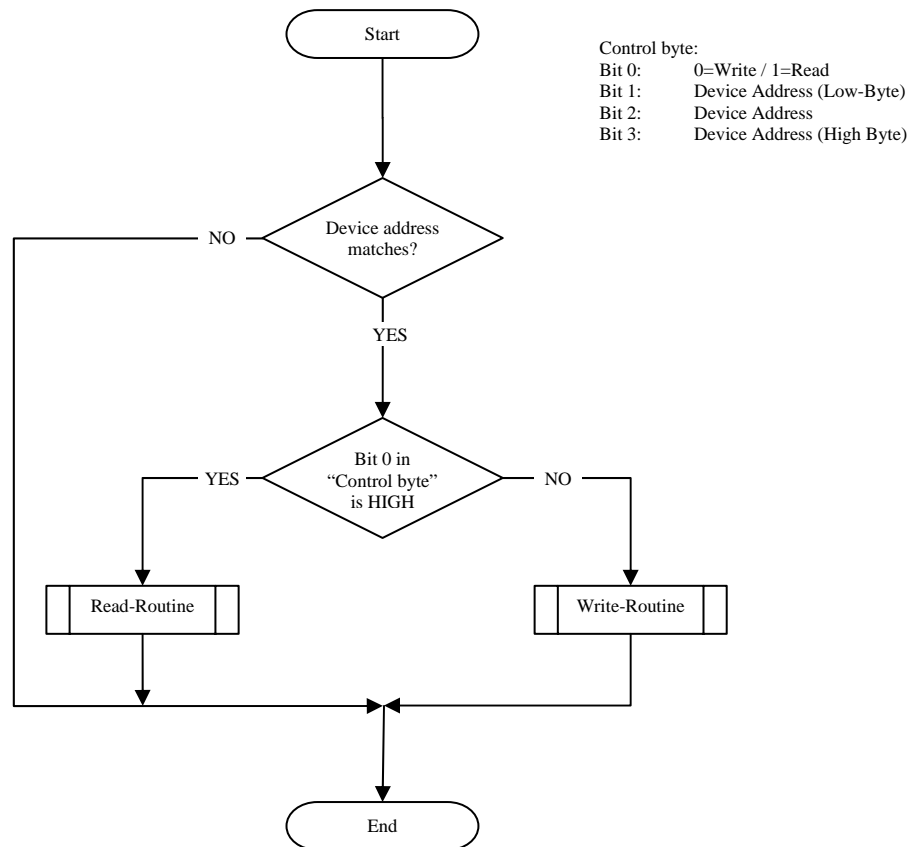 Start
Control byte:
Bit 0: 0=Write / 1=Read
Bit 1: Device Address (Low-Byte)
Bit 2: Device Address
Bit 3: Device Address (High Byte)
Device address
matches?
NO
YES
Bit 0 in
“Control byte”
is HIGH
YES
NO
Read-Routine
Write-Routine
End